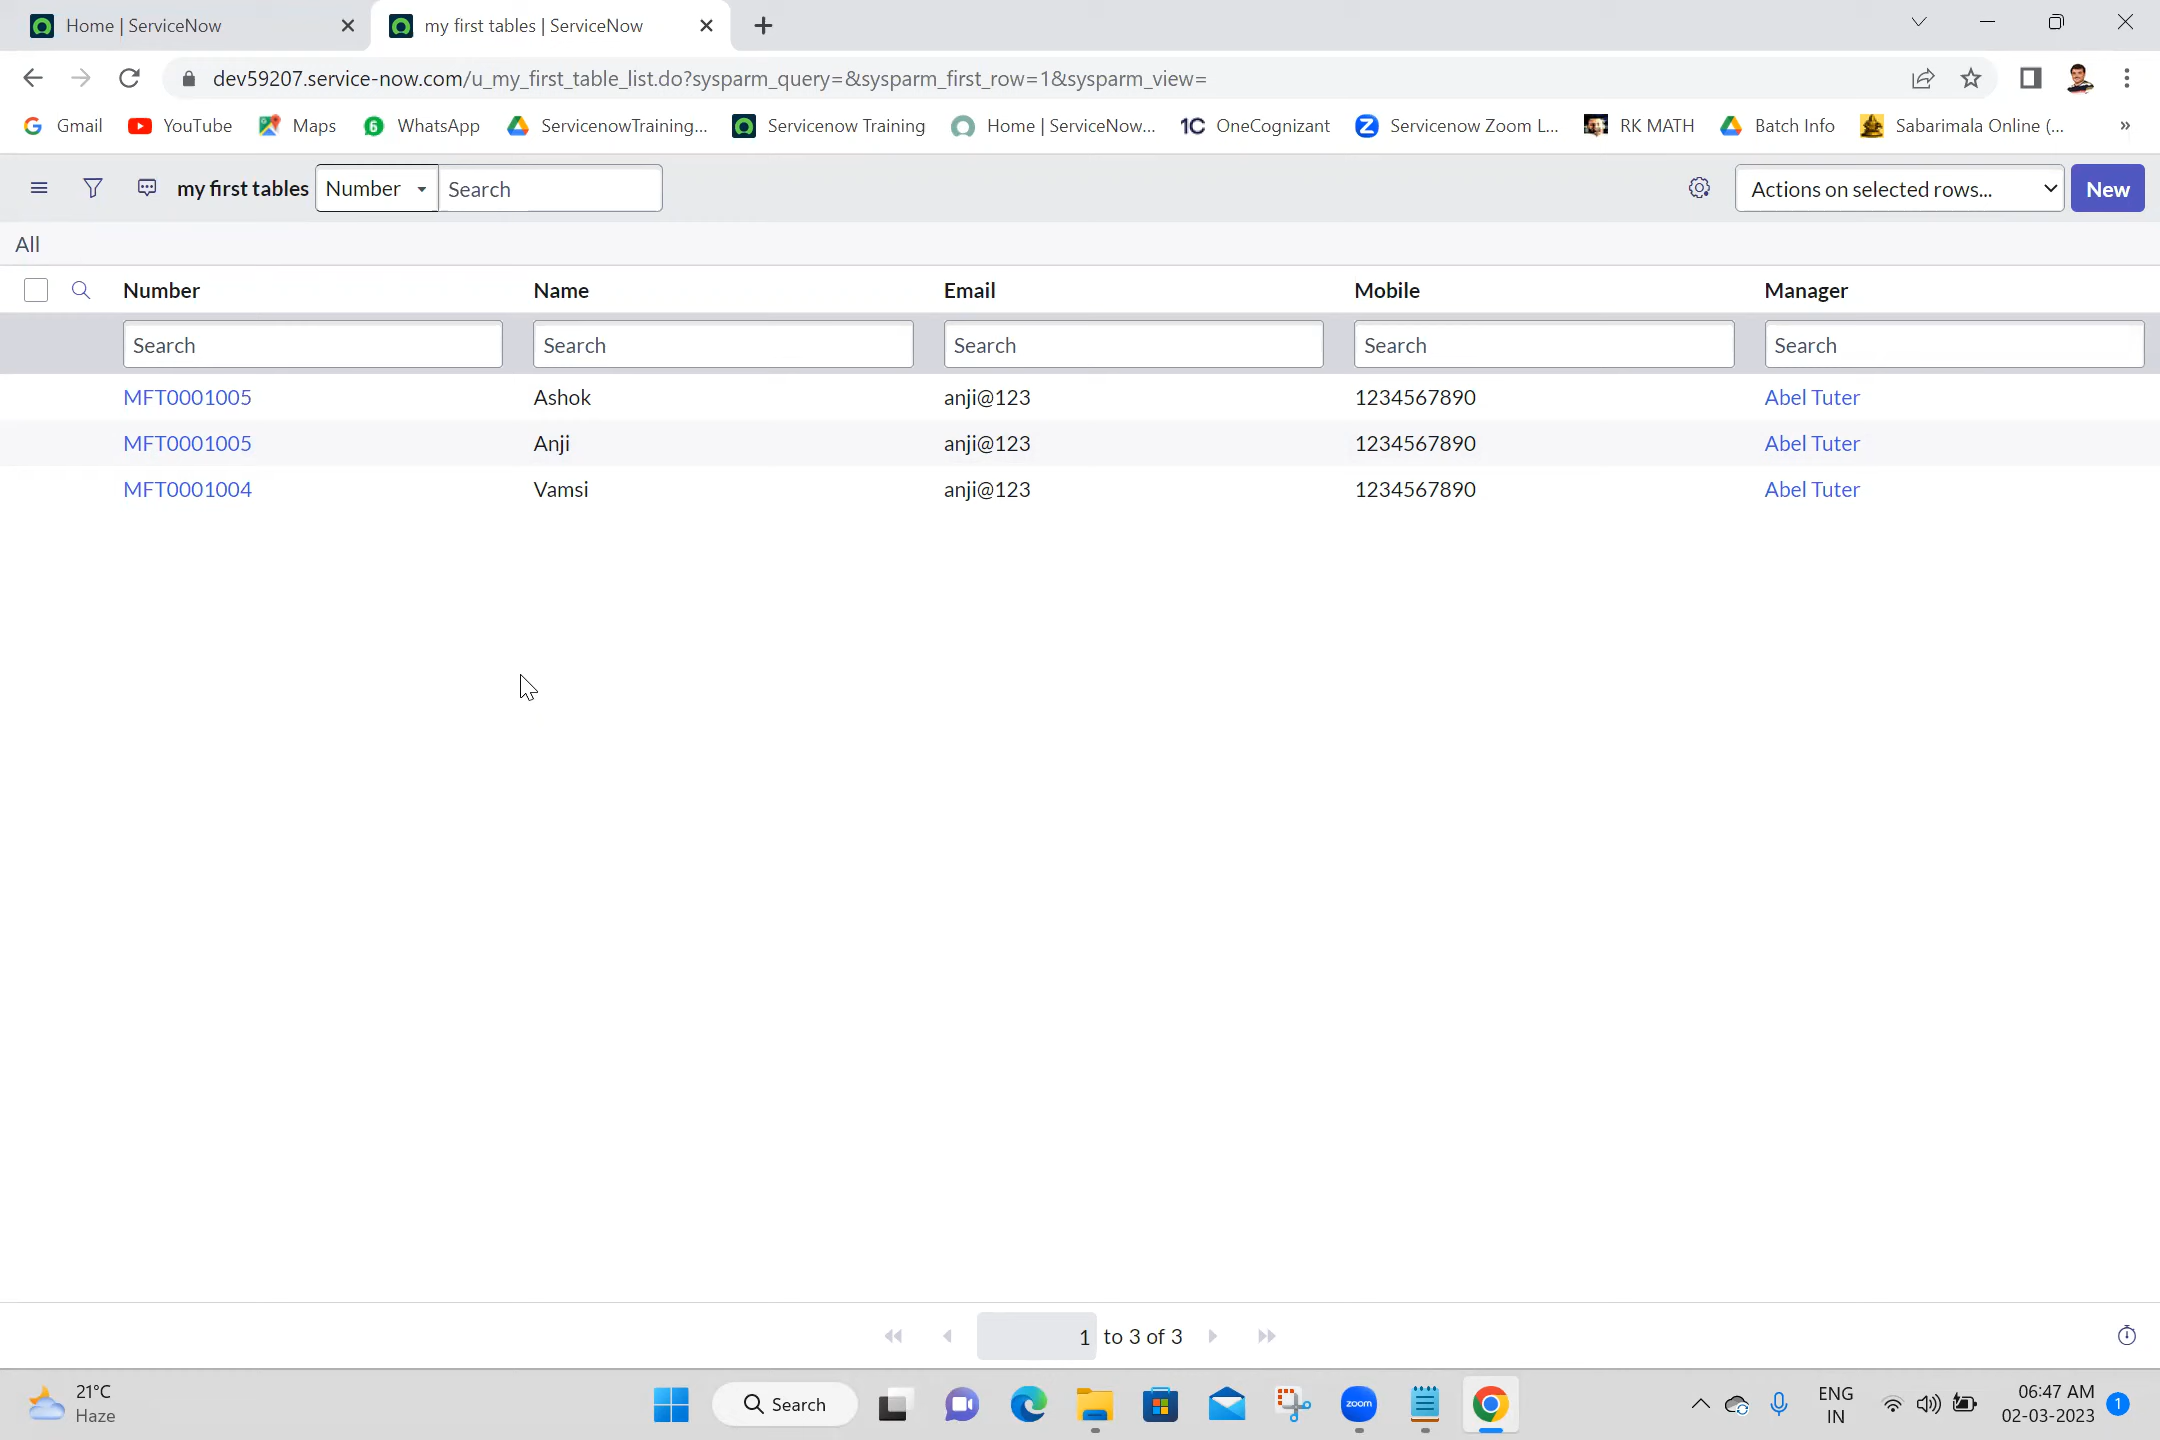 Home | ServiceNow
my first tables | ServiceNow
dev59207.service-now.com/u_my_first_table_list.do?sysparm_query=&sysparm_first_row=1&sysparm_view=
Gmail YouTube Maps WhatsApp ServicenowTraining... Servicenow Training Home | ServiceNow... 1C OneCognizant Servicenow Zoom L... RK MATH Batch Info Sabarimala Online (... »
my first tables Number Search Actions on selected rows... New
All
Number Name Email Mobile Manager
Search Search Search Search Search
MFT0001005 Ashok anji@123 1234567890 Abel Tuter
MFT0001005 Anji anji@123 1234567890 Abel Tuter
MFT0001004 Vamsi anji@123 1234567890 Abel Tuter
1 to 3 of 3
21°C
Haze
Search
zoom
ENG
IN
06:47 AM
02-03-2023
1